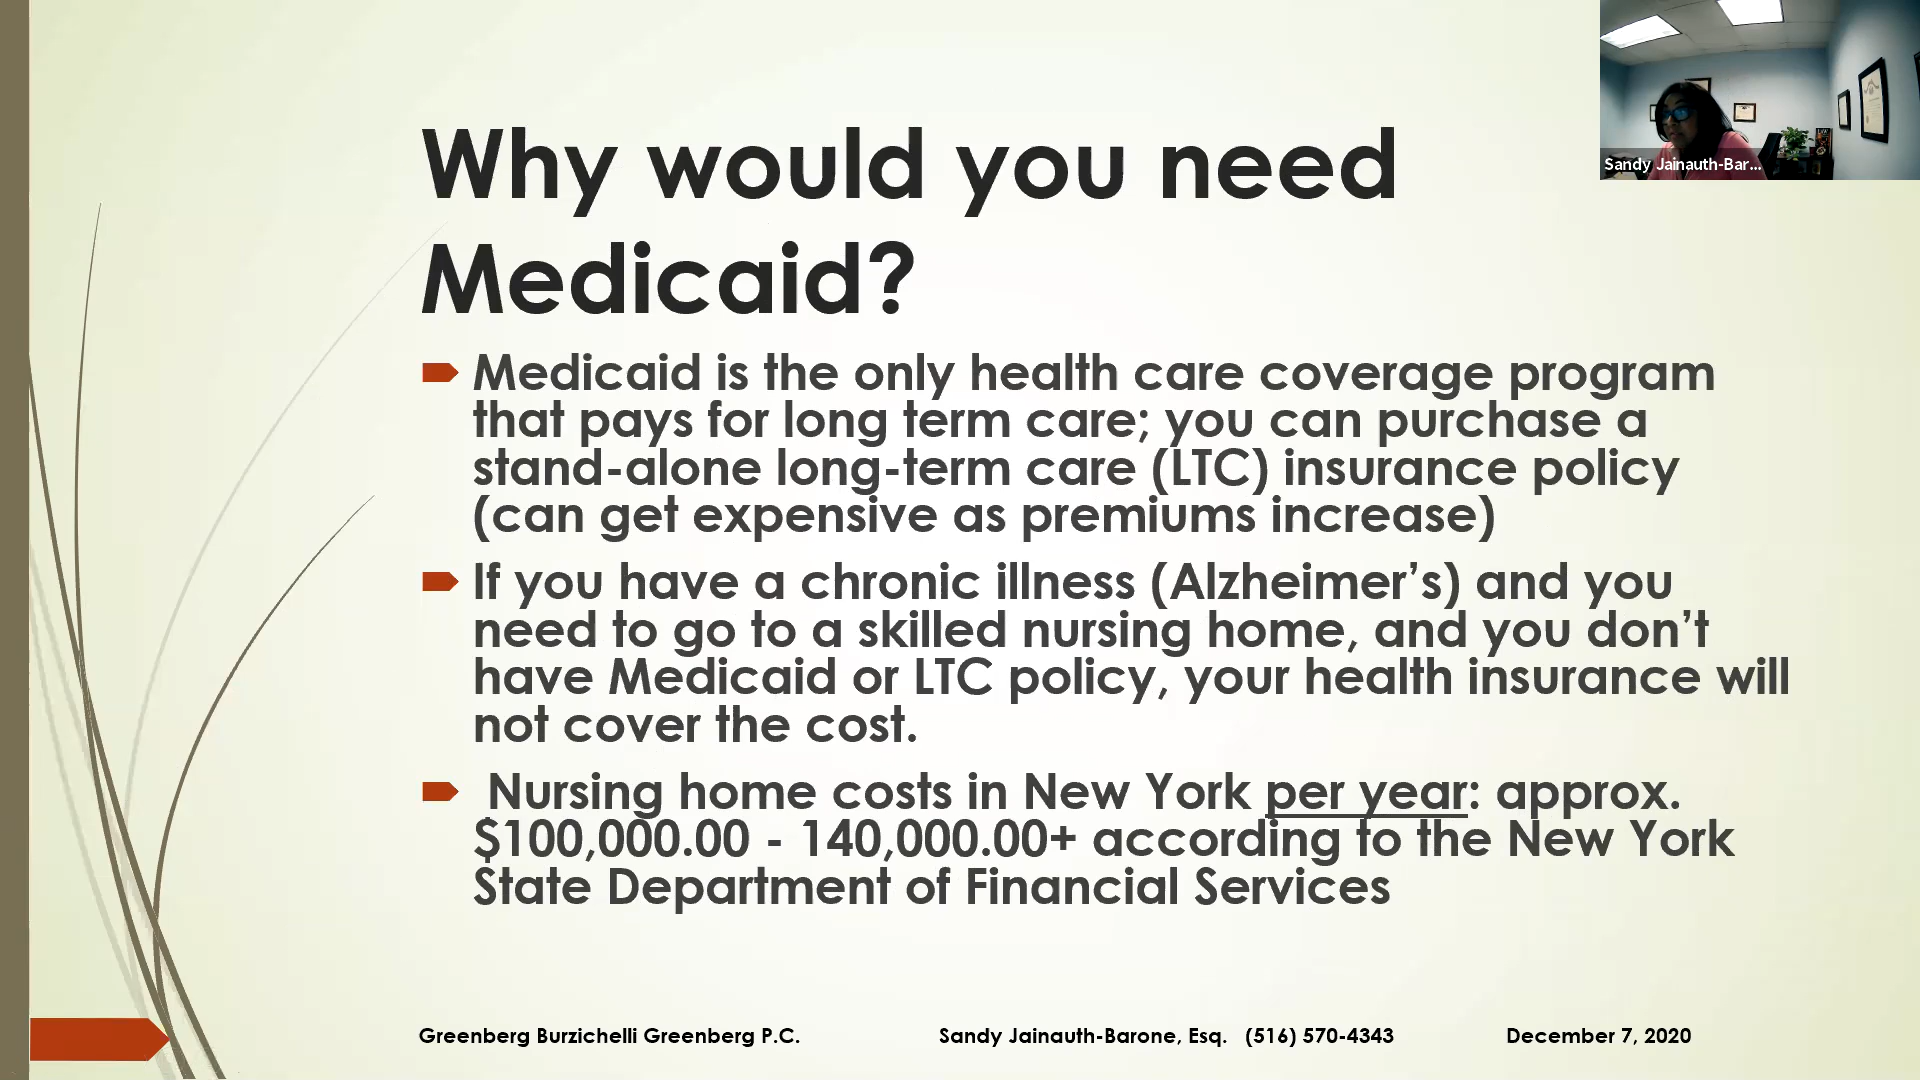 Why would you need
Medicaid?
Medicaid is the only health care coverage program
that pays for long term care; you can purchase a
stand-alone long-term care (LTC) insurance policy
(can get expensive as premiums increase)
If you have a chronic illness (Alzheimer’s) and you
need to go to a skilled nursing home, and you don’t
have Medicaid or LTC policy, your health insurance will
not cover the cost.
Nursing home costs in New York per year: approx.
$100,000.00 - 140,000.00+ according to the New York
State Department of Financial Services
Greenberg Burzichelli Greenberg P.C. Sandy Jainauth-Barone, Esq. (516) 570-4343 December 7, 2020
Sandy Jainauth-Bar...